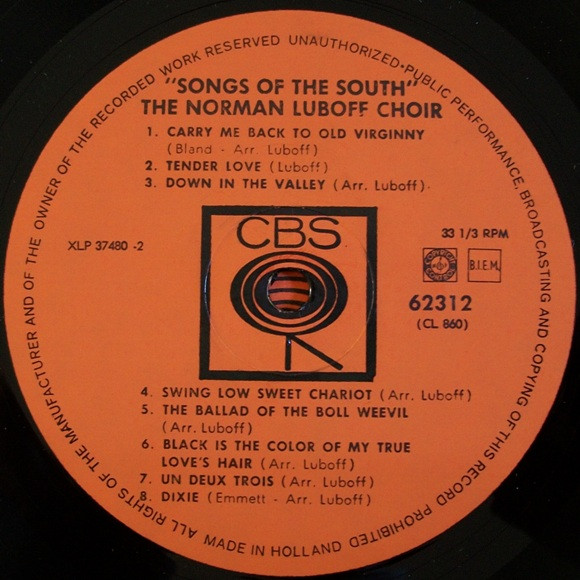 ALL RIGHTS OF THE MANUFACTURER AND OF THE OWNER OF THE RECORDED WORK RESERVED UNAUTHORIZED·PUBLIC PERFORMANCE, BROADCASTING AND COPYING OF THIS RECORD PROHIBITED
"SONGS OF THE SOUTH"
THE NORMAN LUBOFF CHOIR
1. CARRY ME BACK TO OLD VIRGINNY
(Bland - Arr. Luboff)
2. TENDER LOVE (Luboff)
3. DOWN IN THE VALLEY (Arr. Luboff)
CBS
XLP 37480 -2
33 1/3 RPM
B.I.E.M.
62312
(CL 860)
4. SWING LOW SWEET CHARIOT (Arr. Luboff)
5. THE BALLAD OF THE BOLL WEEVIL
(Arr. Luboff)
6. BLACK IS THE COLOR OF MY TRUE
LOVE'S HAIR (Arr. Luboff)
7. UN DEUX TROIS (Arr. Luboff)
8. DIXIE (Emmett - Arr. Luboff)
MADE IN HOLLAND